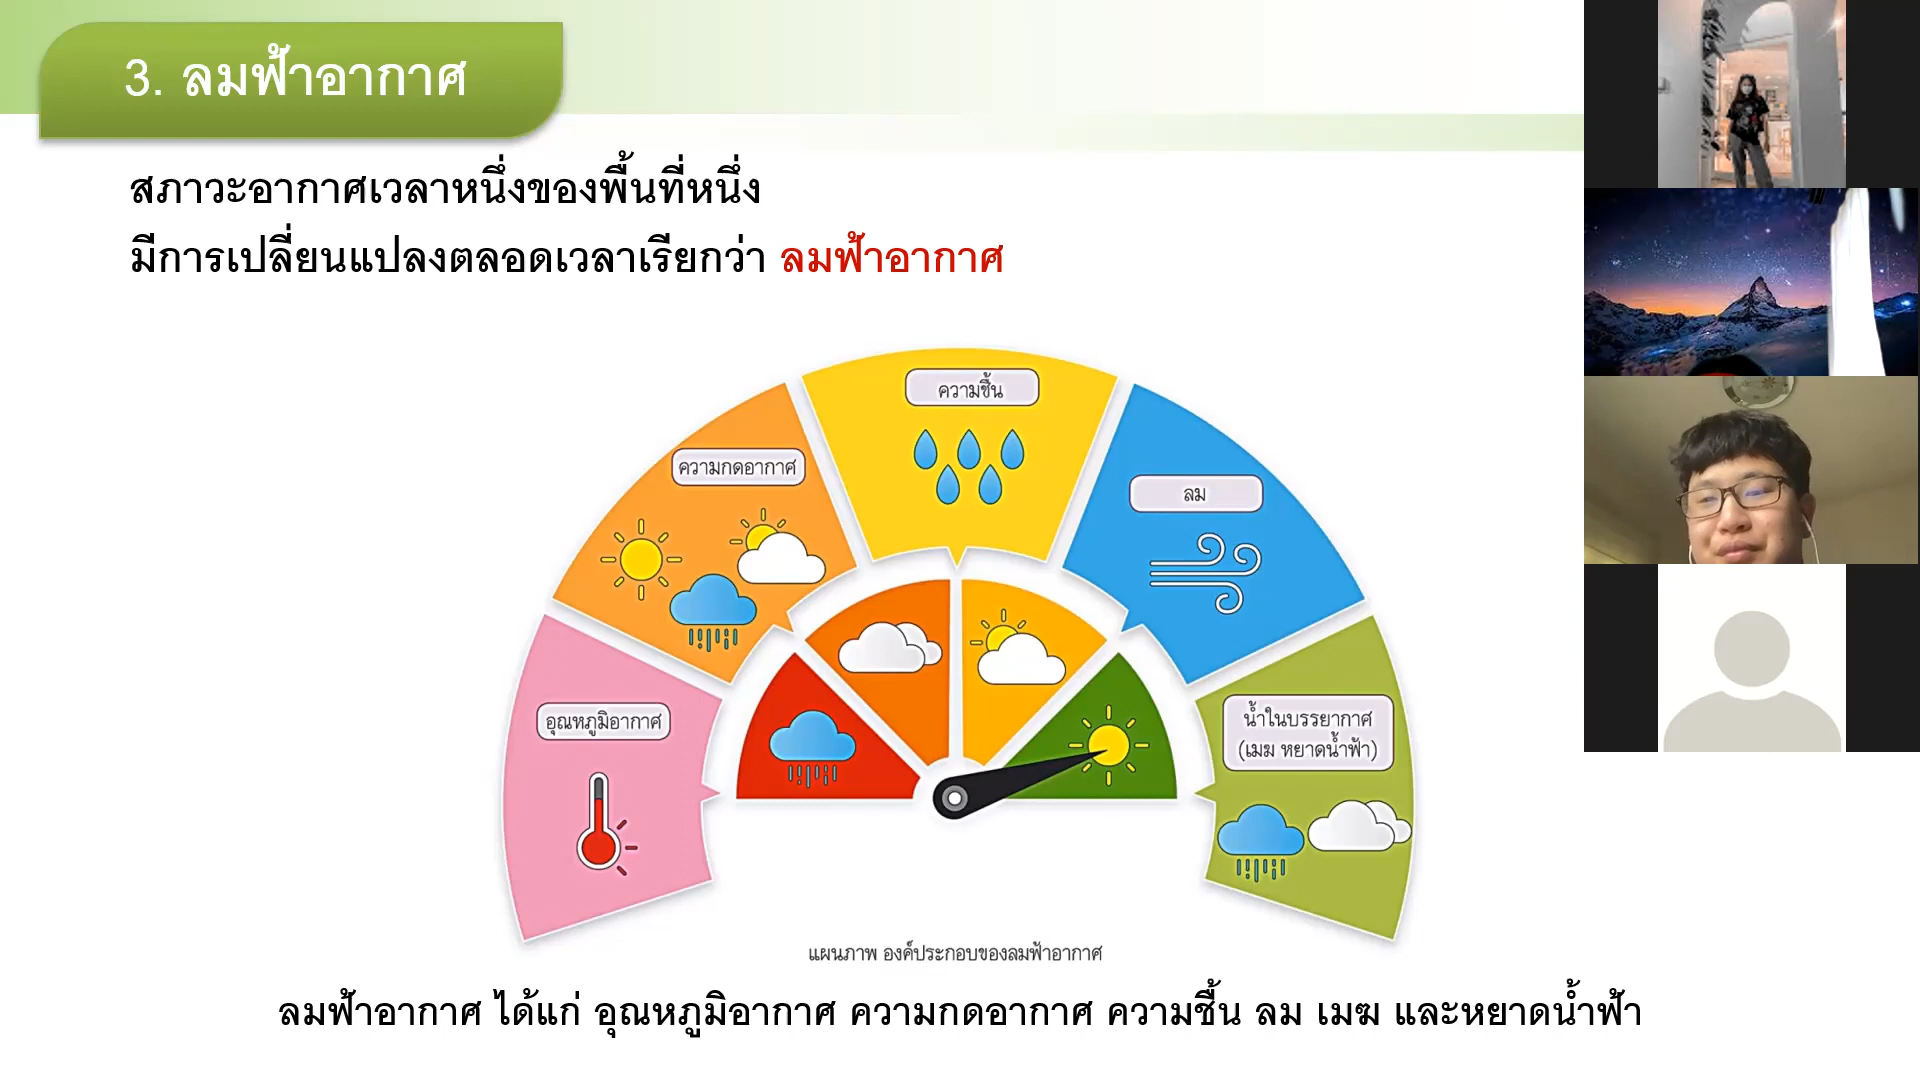 3. ลมฟ้าอากาศ
สภาวะอากาศเวลาหนึ่งของพื้นที่หนึ่ง
มีการเปลี่ยนแปลงตลอดเวลาเรียกว่า ลมฟ้าอากาศ
ความชื้น
ความกดอากาศ
ลม
อุณหภูมิอากาศ
น้ำในบรรยากาศ
(เมฆ หยาดน้ำฟ้า)
แผนภาพ องค์ประกอบของลมฟ้าอากาศ
ลมฟ้าอากาศ ได้แก่ อุณหภูมิอากาศ ความกดอากาศ ความชื้น ลม เมฆ และหยาดน้ำฟ้า